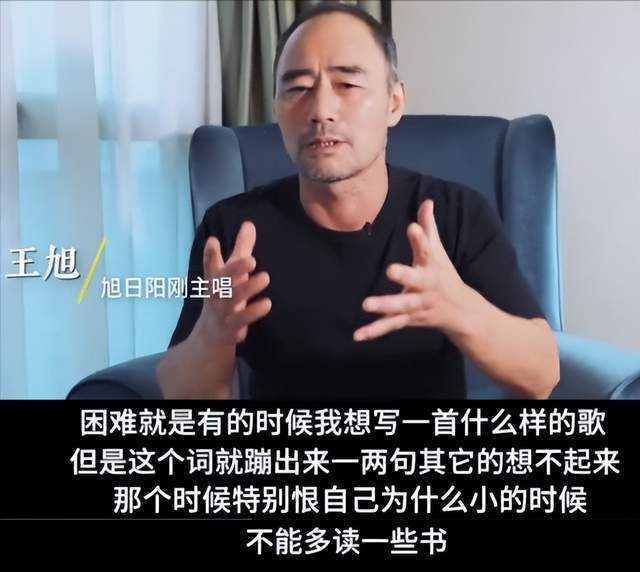 王旭
旭日阳刚主唱
困难就是有的时候我想写一首什么样的歌
但是这个词就蹦出来一两句其它的想不起来
那个时候特别恨自己为什么小的时候
不能多读一些书